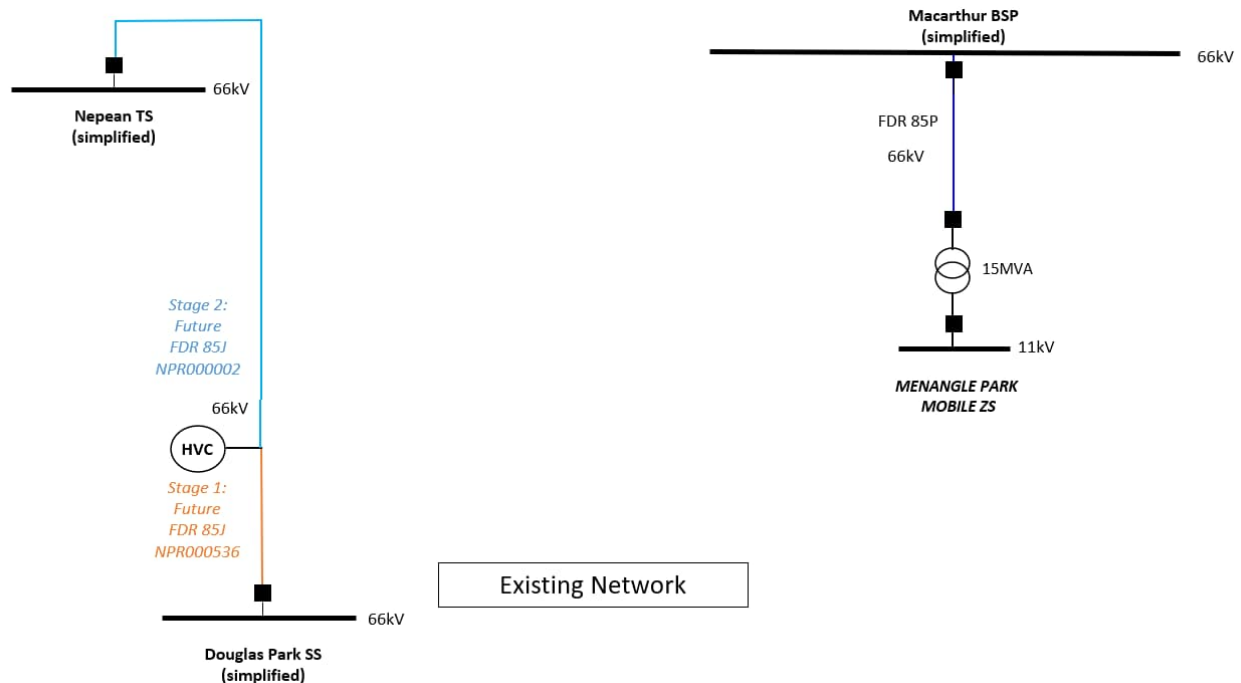 Macarthur BSP
(simplified)
66kV
66kV
Nepean TS
(simplified)
FDR 85P
66kV
15MVA
11kV
MENANGLE PARK
MOBILE ZS
Stage 2:
Future
FDR 85J
NPR000002
66kV
HVC
Stage 1:
Future
FDR 85J
NPR000536
Existing Network
66kV
Douglas Park SS
(simplified)